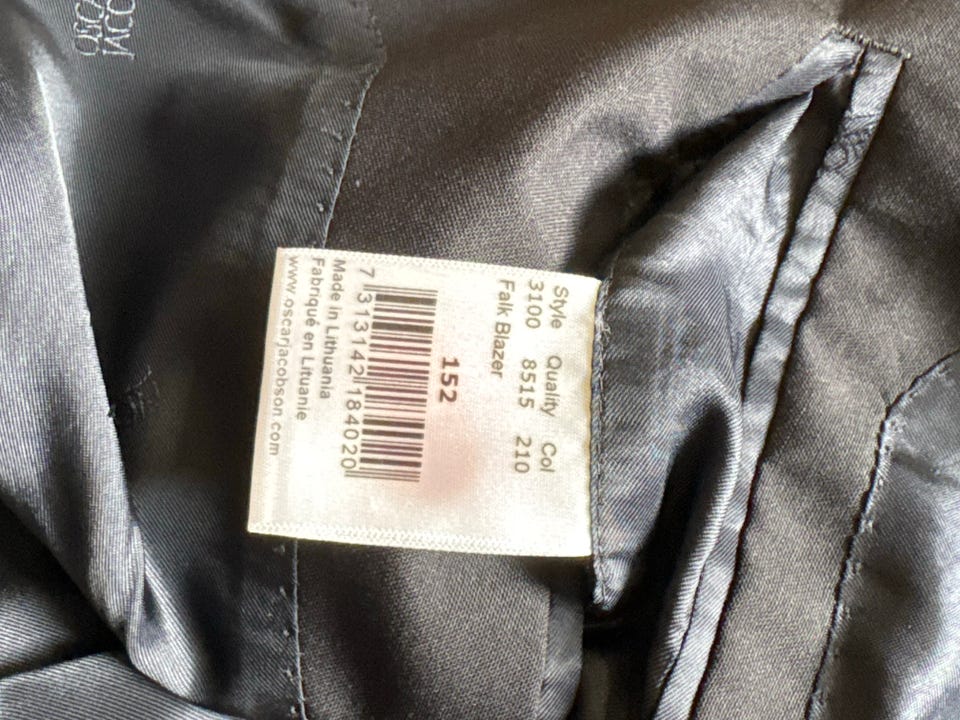 Style Quality Col
3100 8515 210
Falk Blazer
152
7 313142 184020
Made in Lithuania
Fabriqué en Lituanie
www.oscarjacobson.com